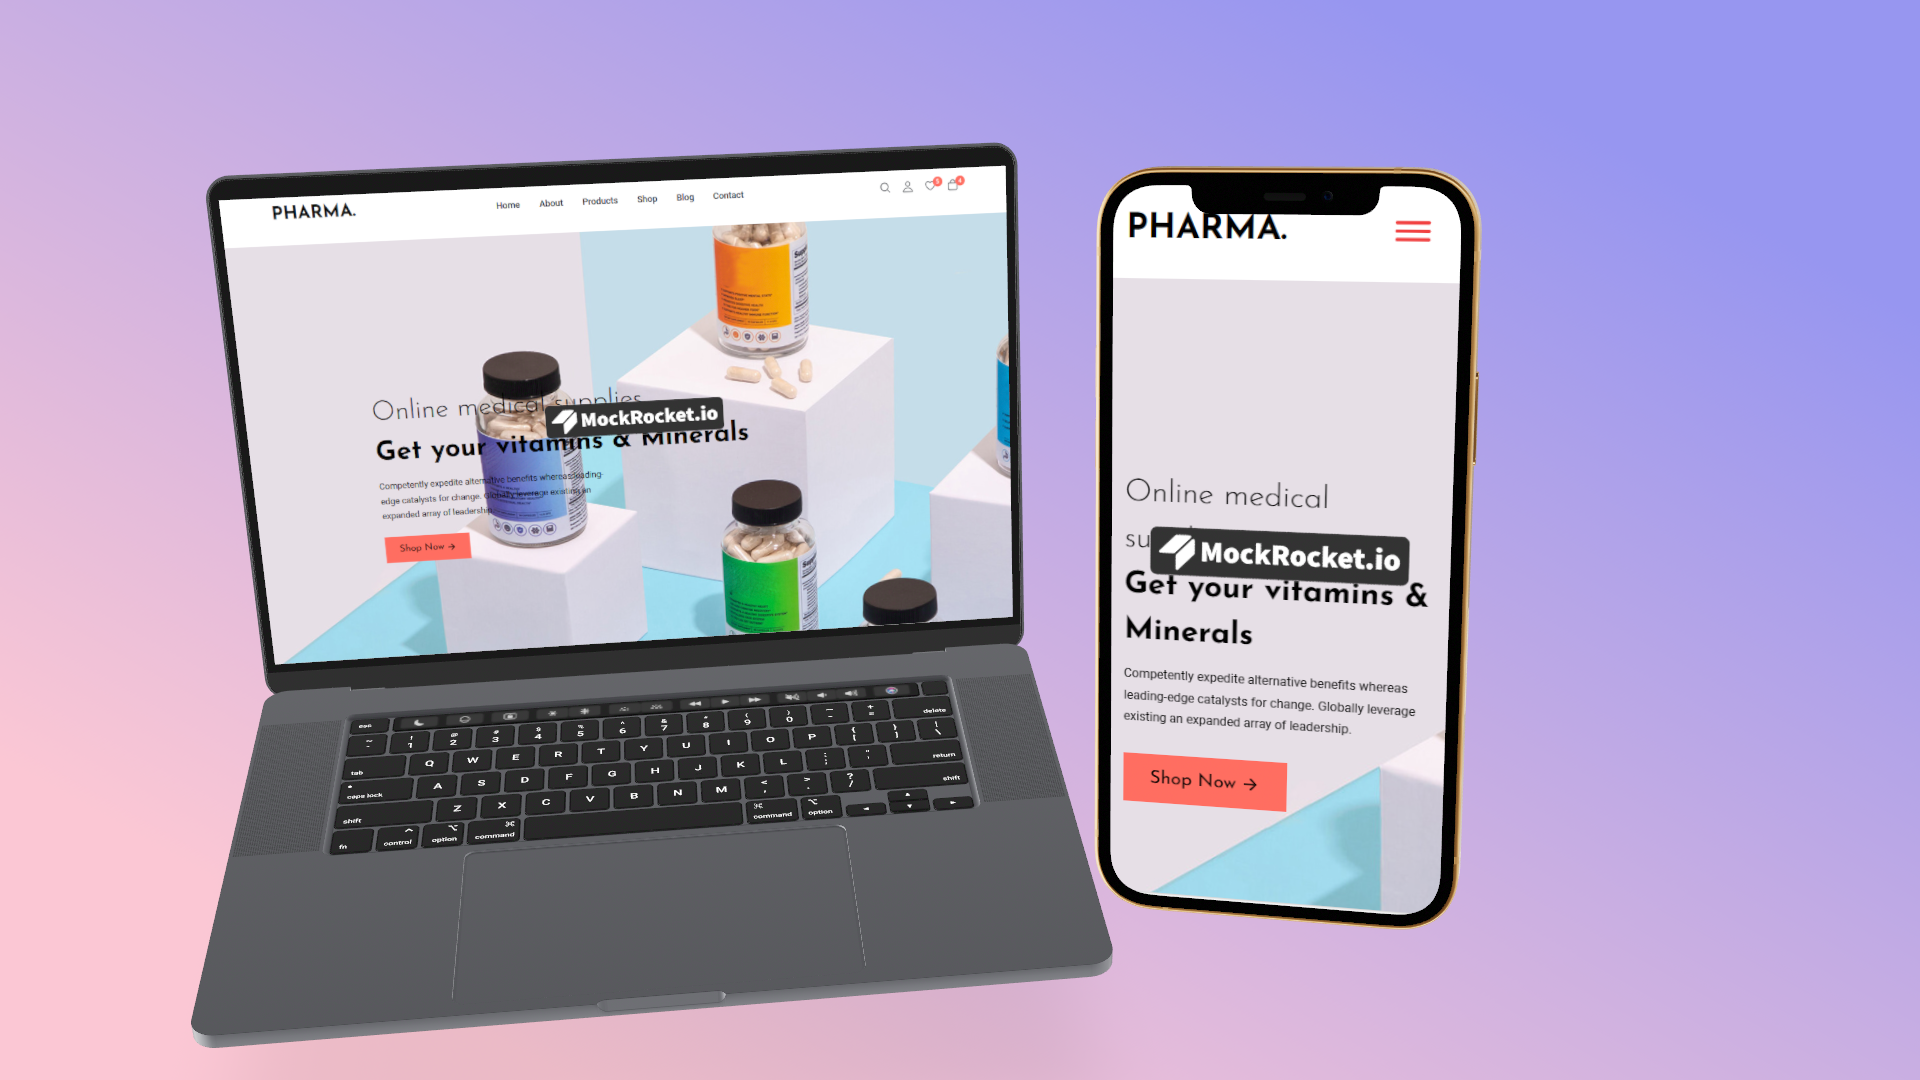 PHARMA.
Home About Products Shop Blog Contact
Online medical supplies
MockRocket.io
Get your vitamins & Minerals
Competently expedite alternative benefits whereas leading-
edge catalysts for change. Globally leverage existing an
expanded array of leadership.
Shop Now →
esc
~ ! @ # $ % ^ & * ( ) _ + delete
` 1 2 3 4 5 6 7 8 9 0 - =
tab Q W E R T Y U I O P { } |
[ ] \
caps lock A S D F G H J K L : " return
; '
shift Z X C V B N M < > ? shift
, . /
fn control option command command option
PHARMA.
Online medical
su
MockRocket.io
Get your vitamins &
Minerals
Competently expedite alternative benefits whereas
leading-edge catalysts for change. Globally leverage
existing an expanded array of leadership.
Shop Now →